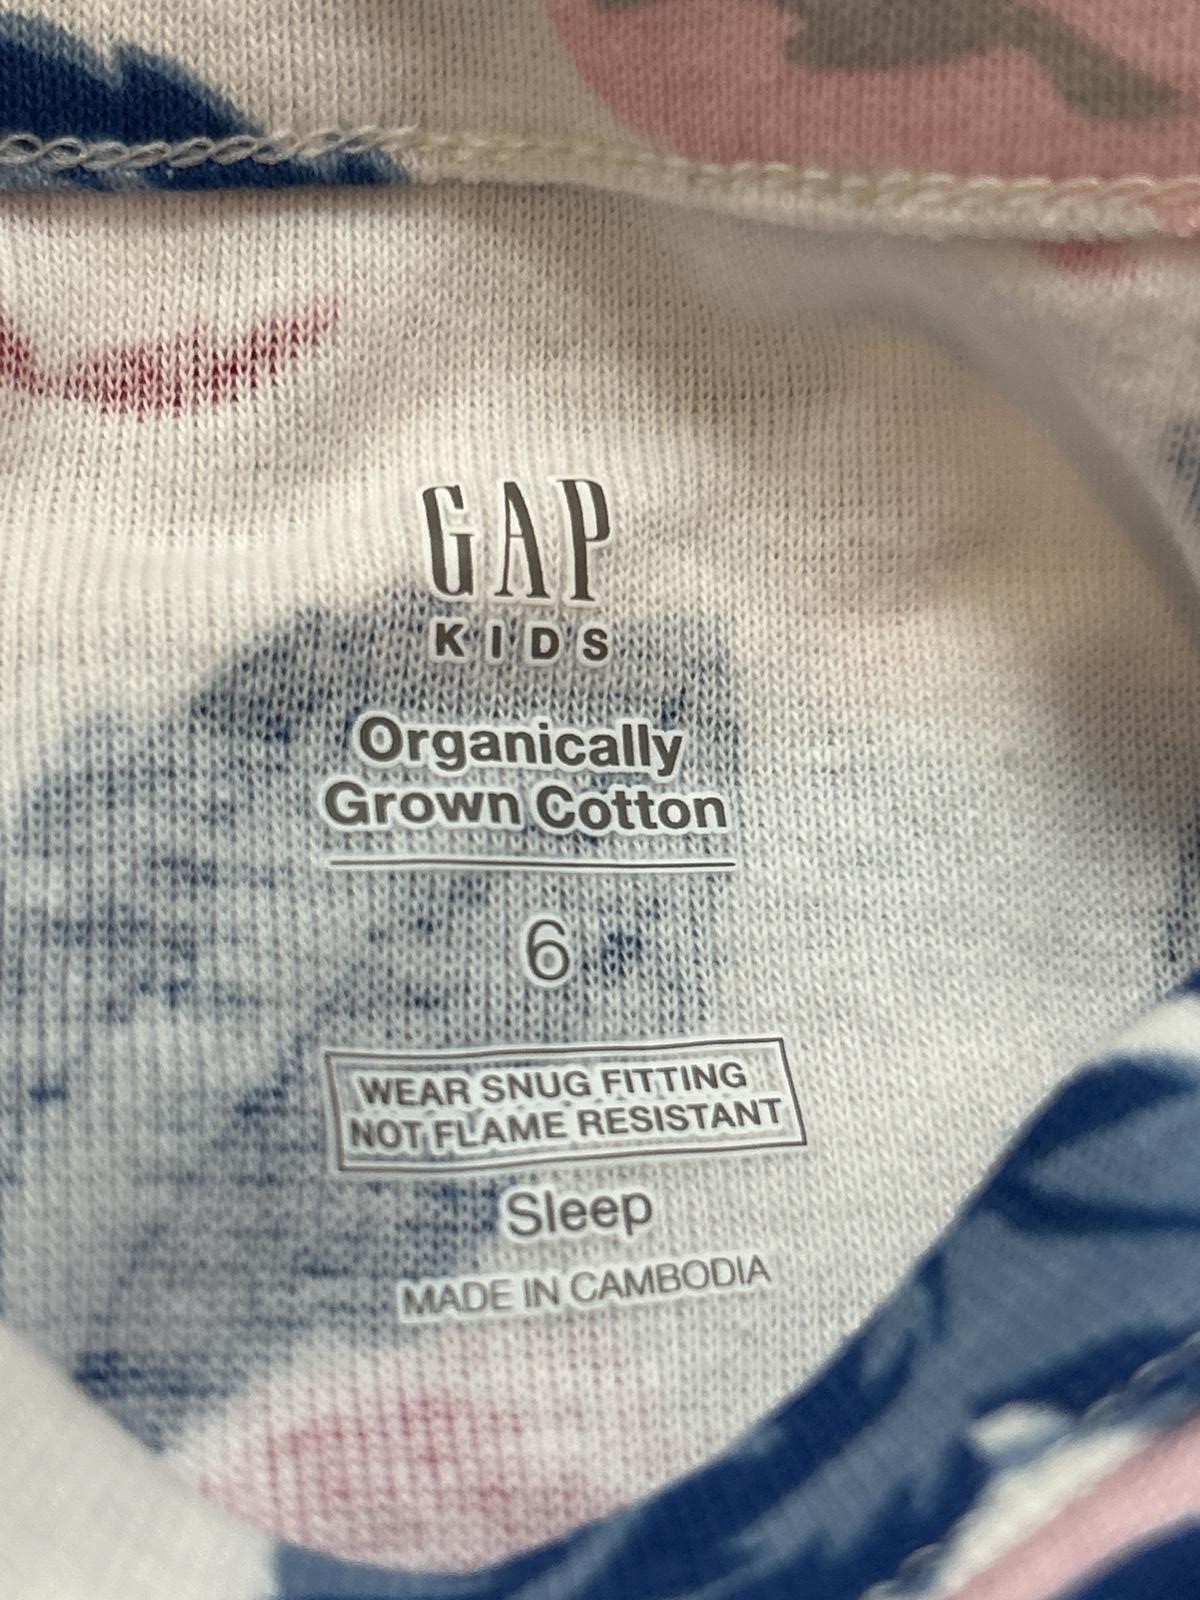 GAP
KIDS
Organically
Grown Cotton
6
WEAR SNUG FITTING
NOT FLAME RESISTANT
Sleep
MADE IN CAMBODIA